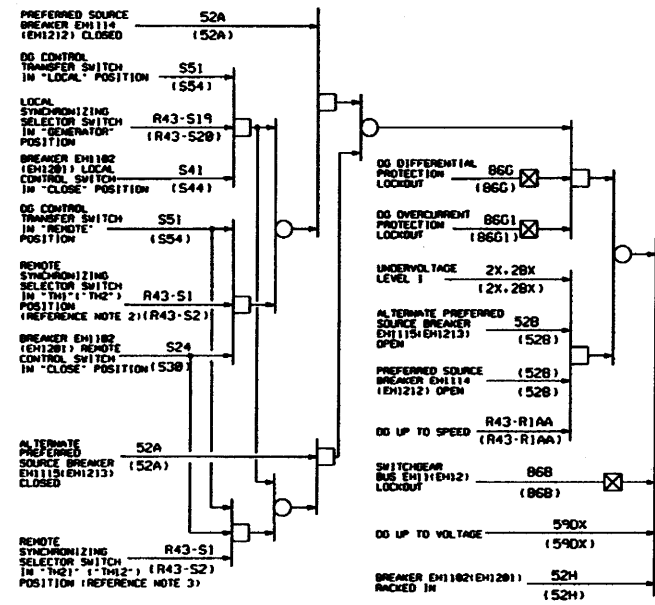 PREFERRED SOURCE
BREAKER EH1114
(EH1212) CLOSED
52A
(52A)
DG CONTROL
TRANSFER SWITCH
IN "LOCAL" POSITION
S51
(S54)
LOCAL
SYNCHRONIZING
SELECTOR SWITCH
IN "GENERATOR"
POSITION
R43-S19
(R43-S20)
BREAKER EH1102
(EH1201) LOCAL
CONTROL SWITCH
IN "CLOSE" POSITION
S41
(S44)
DG CONTROL
TRANSFER SWITCH
IN "REMOTE"
POSITION
S51
(S54)
REMOTE
SYNCHRONIZING
SELECTOR SWITCH
IN "TH1" ("TH2")
POSITION
(REFERENCE NOTE 2)
R43-S1
(R43-S2)
BREAKER EH1102
(EH1201) REMOTE
CONTROL SWITCH
IN "CLOSE" POSITION
S24
(S30)
ALTERNATE
PREFERRED
SOURCE BREAKER
EH1115(EH1213)
CLOSED
52A
(52A)
REMOTE
SYNCHRONIZING
SELECTOR SWITCH
IN "TH21" ("TH12")
POSITION (REFERENCE NOTE 3)
R43-S1
(R43-S2)
DG DIFFERENTIAL
PROTECTION
LOCKOUT
86G
(86G)
DG OVERCURRENT
PROTECTION
LOCKOUT
86G1
(86G1)
UNDERVOLTAGE
LEVEL 1
2X.2BX
(2X.2BX)
ALTERNATE PREFERRED
SOURCE BREAKER
EH1115(EH1213)
OPEN
52B
(52B)
PREFERRED SOURCE
BREAKER EH1114
(EH1212) OPEN
(52B)
(52B)
DG UP TO SPEED
R43-R1AA
(R43-R1AA)
SWITCHGEAR
BUS EH11(EH12)
LOCKOUT
86B
(86B)
DG UP TO VOLTAGE
59DX
(59DX)
BREAKER EH1102(EH1201)
RACKED IN
52H
(52H)